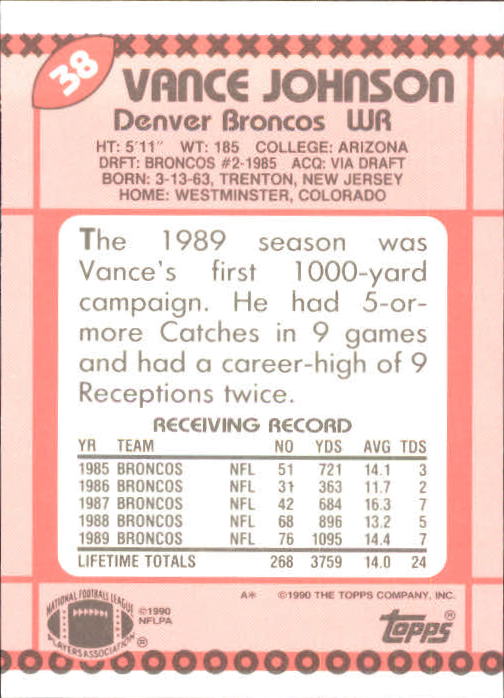 38
VANCE JOHNSON
Denver Broncos WR
HT: 5'11" WT: 185 COLLEGE: ARIZONA
DRFT: BRONCOS #2-1985 ACQ: VIA DRAFT
BORN: 3-13-63, TRENTON, NEW JERSEY
HOME: WESTMINSTER, COLORADO
The 1989 season was
Vance's first 1000-yard
campaign. He had 5-or-
more Catches in 9 games
and had a career-high of 9
Receptions twice.
RECEIVING RECORD
YR TEAM NO YDS AVG TDS
1985 BRONCOS NFL 51 721 14.1 3
1986 BRONCOS NFL 31 363 11.7 2
1987 BRONCOS NFL 42 684 16.3 7
1988 BRONCOS NFL 68 896 13.2 5
1989 BRONCOS NFL 76 1095 14.4 7
LIFETIME TOTALS 268 3759 14.0 24
A* ©1990 THE TOPPS COMPANY, INC.
NATIONAL FOOTBALL LEAGUE
PLAYERS ASSOCIATION ®
©1990
NFLPA
Topps®